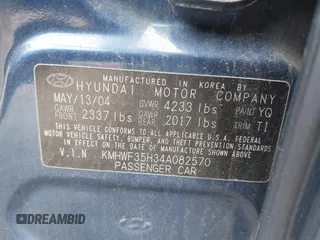 MANUFACTURED IN KOREA BY
HYUNDAI MOTOR COMPANY
MAY/13/04 GVWR 4233 lbs PAINT YQ
GAWR FRONT 2337 lbs GAWR REAR 2017 lbs TRIM TI
THIS VEHICLE CONFORMS TO ALL APPLICABLE
FEDERAL MOTOR VEHICLE SAFETY
BUMPER, AND THEFT PREVENTION STANDARDS
IN EFFECT ON THE DATE OF MANUFACTURE
SHOWN ABOVE.
V.I.N KMHWF35H34A082570
PASSENGER CAR
DREAMBID